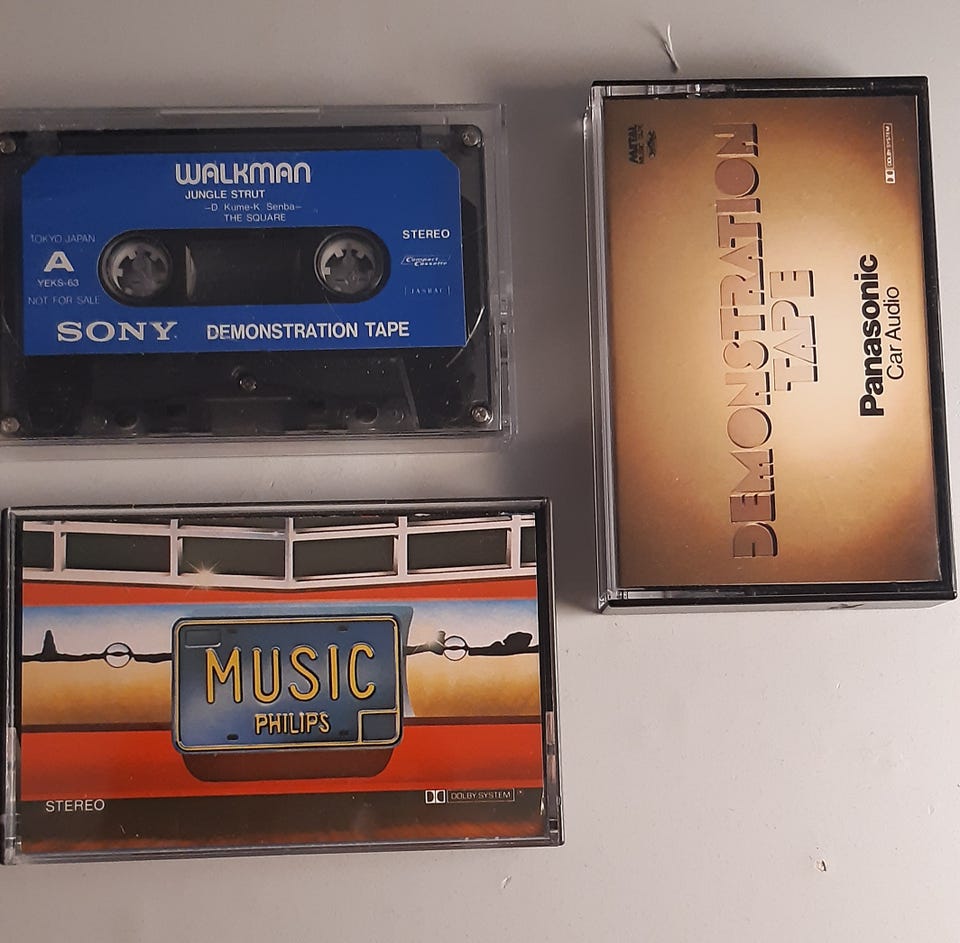 WALKMAN
JUNGLE STRUT
–D. Kume-K. Senba–
THE SQUARE
TOKYO JAPAN
A
YEKS-63
NOT FOR SALE
STEREO
Compact Cassette
JASRAC
SONY DEMONSTRATION TAPE
METAL
DOLBY SYSTEM
DEMONSTRATION
TAPE
Panasonic
Car Audio
MUSIC
PHILIPS
STEREO
DOLBY SYSTEM